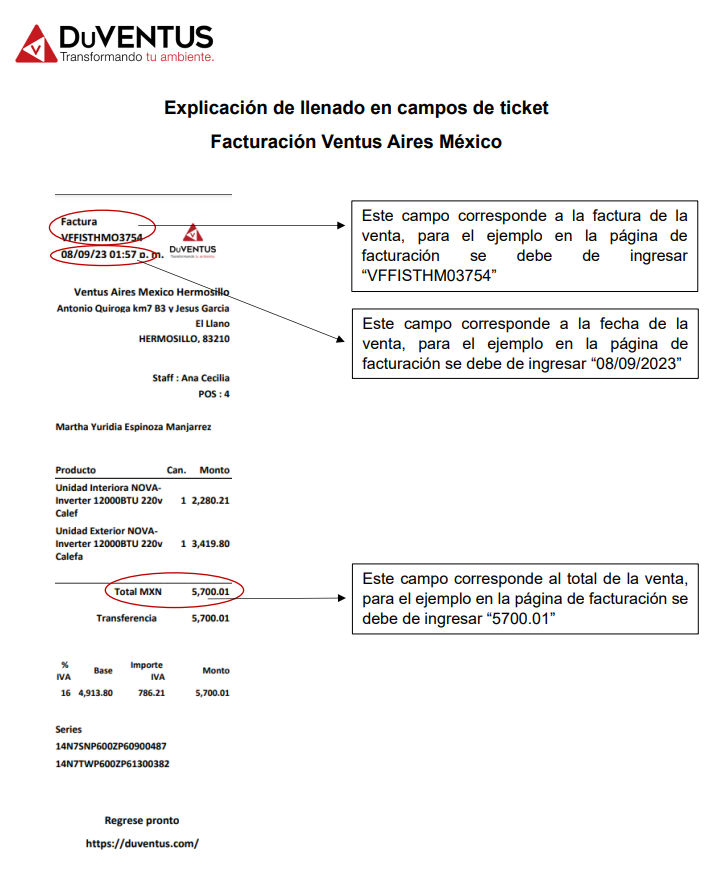 DuVENTUS
Transformando tu ambiente.
Explicación de llenado en campos de ticket
Facturación Ventus Aires México
Factura
VFFISTHMO3754
08/09/23 01:57 p. m.
DuVENTUS
Transformando tu ambiente.
Este campo corresponde a la factura de la
venta, para el ejemplo en la página de
facturación se debe de ingresar
“VFFISTHM03754”
Ventus Aires Mexico Hermosillo
Antonio Quiroga km7 B3 y Jesus Garcia
El Llano
HERMOSILLO, 83210
Este campo corresponde a la fecha de la
venta, para el ejemplo en la página de
facturación se debe de ingresar “08/09/2023”
Staff : Ana Cecilia
POS : 4
Martha Yuridia Espinoza Manjarrez
Producto Can. Monto
Unidad Interiora NOVA-
Inverter 12000BTU 220v 1 2,280.21
Calef
Unidad Exterior NOVA-
Inverter 12000BTU 220v 1 3,419.80
Calefa
Total MXN 5,700.01
Transferencia 5,700.01
Este campo corresponde al total de la venta,
para el ejemplo en la página de facturación se
debe de ingresar “5700.01”
% IVA Base Importe IVA Monto
16 4,913.80 786.21 5,700.01
Series
14N7SNP600ZP60900487
14N7TWP600ZP61300382
Regrese pronto
https://duventus.com/